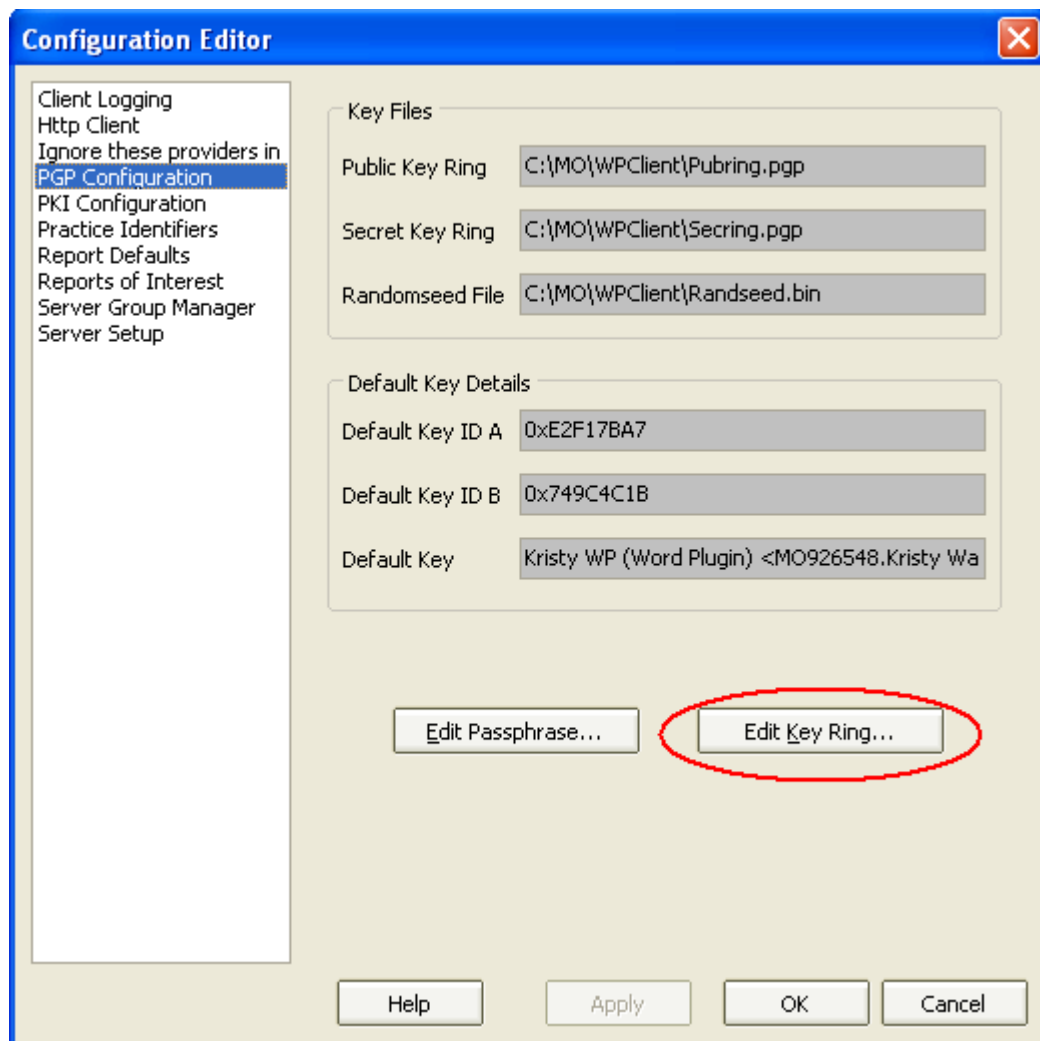 Configuration Editor
Client Logging
Http Client
Ignore these providers in
PGP Configuration
PKI Configuration
Practice Identifiers
Report Defaults
Reports of Interest
Server Group Manager
Server Setup
Key Files
Public Key Ring C:\MO\WPClient\Pubring.pgp
Secret Key Ring C:\MO\WPClient\Secring.pgp
Randomseed File C:\MO\WPClient\Randseed.bin
Default Key Details
Default Key ID A 0xE2F17BA7
Default Key ID B 0x749C4C1B
Default Key Kristy WP (Word Plugin) <MO926548.Kristy Wa
Edit Passphrase... Edit Key Ring...
Help Apply OK Cancel